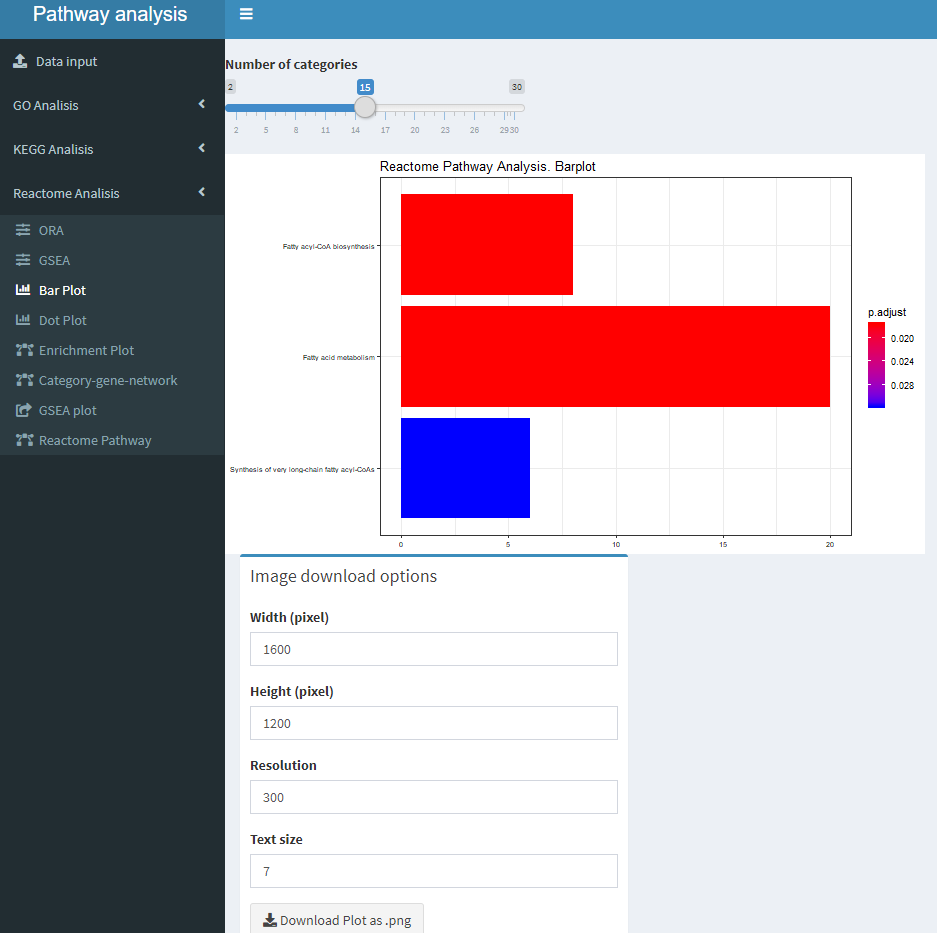 Pathway analysis
Data input
GO Analisis
KEGG Analisis
Reactome Analisis
ORA
GSEA
Bar Plot
Dot Plot
Enrichment Plot
Category-gene-network
GSEA plot
Reactome Pathway
Number of categories
2 15 30
2 5 8 11 14 17 20 23 26 29 30
Reactome Pathway Analysis. Barplot
Fatty acyl-CoA biosynthesis
Fatty acid metabolism
Synthesis of very long-chain fatty acyl-CoAs
0 5 10 15 20
p.adjust
0.020
0.024
0.028
Image download options
Width (pixel)
1600
Height (pixel)
1200
Resolution
300
Text size
7
Download Plot as .png